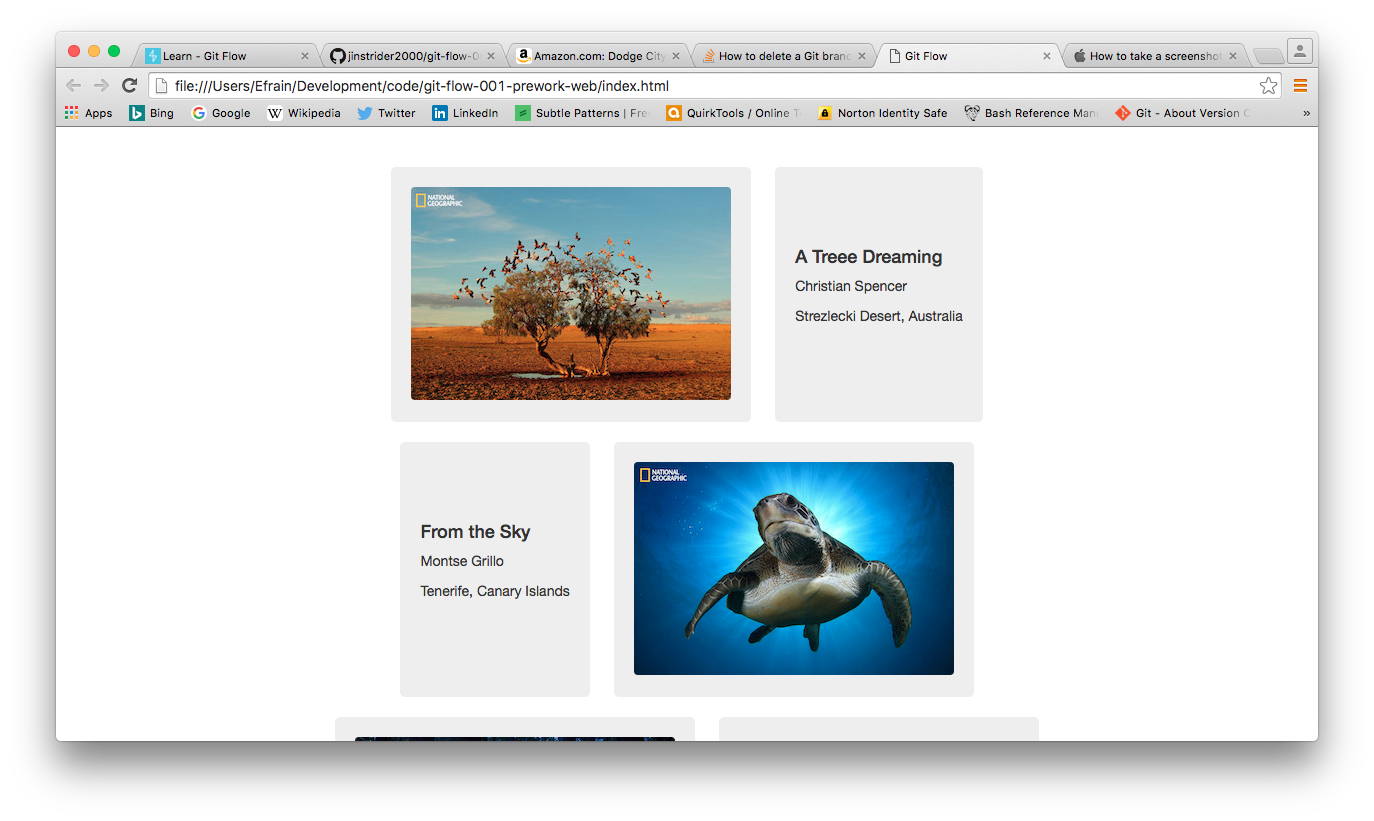 Learn - Git Flow
jinstrider2000/git-flow-0
Amazon.com: Dodge City
How to delete a Git branc
Git Flow
How to take a screenshot
file:///Users/Efrain/Development/code/git-flow-001-prework-web/index.html
Apps
Bing
Google
Wikipedia
Twitter
LinkedIn
Subtle Patterns | Fre
QuirkTools / Online T
Norton Identity Safe
Bash Reference Man
Git - About Version C
»
NATIONAL
GEOGRAPHIC
A Treee Dreaming
Christian Spencer
Strezlecki Desert, Australia
From the Sky
Montse Grillo
Tenerife, Canary Islands
NATIONAL
GEOGRAPHIC